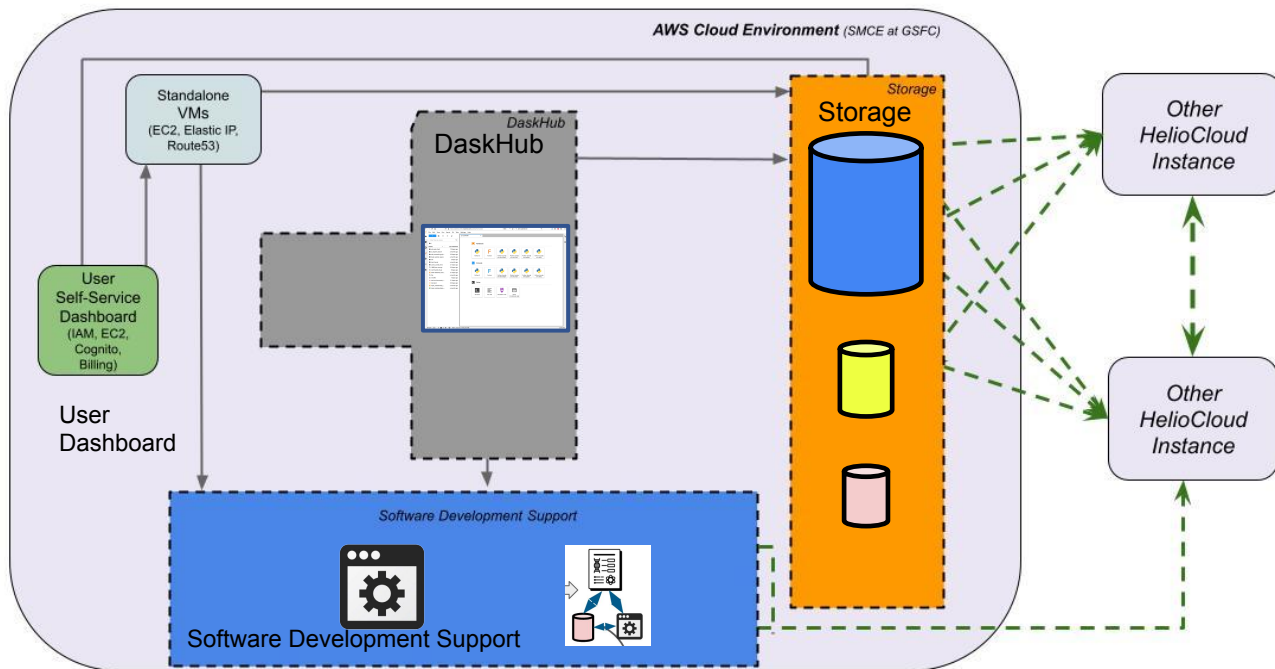 AWS Cloud Environment (SMCE at GSFC)
Standalone
VMs
(EC2, Elastic IP,
Route53)
DaskHub
DaskHub
Storage
Storage
Other
HelioCloud
Instance
User
Self-Service
Dashboard
(IAM, EC2,
Cognito,
Billing)
User
Dashboard
Other
HelioCloud
Instance
Software Development Support
Software Development Support